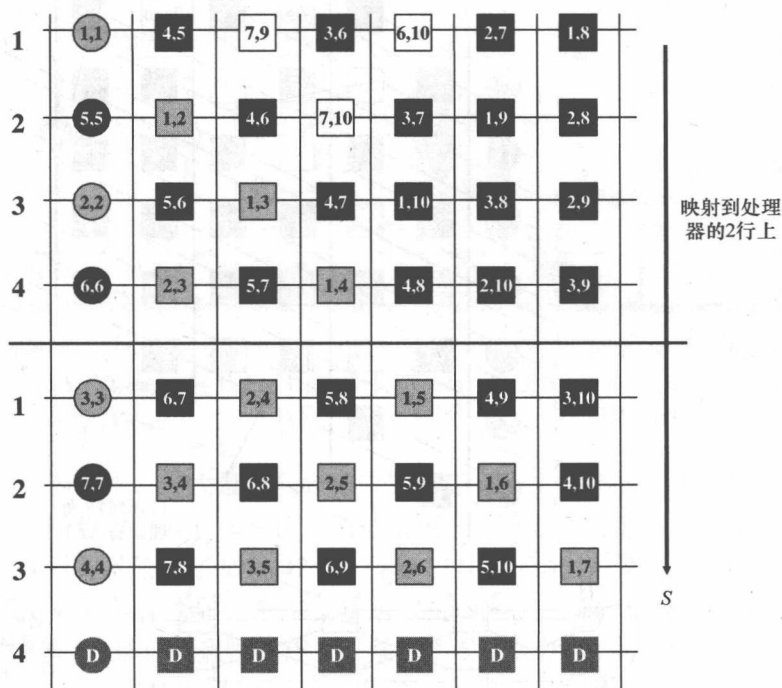 1 1,1 4,5 7,9 3,6 6,10 2,7 1,8
2 5,5 1,2 4,6 7,10 3,7 1,9 2,8
3 2,2 5,6 1,3 4,7 1,10 3,8 2,9
映射到处理
器的2行上
4 6,6 2,3 5,7 1,4 4,8 2,10 3,9
1 3,3 6,7 2,4 5,8 1,5 4,9 3,10
2 7,7 3,4 6,8 2,5 5,9 1,6 4,10
3 4,4 7,8 3,5 6,9 2,6 5,10 1,7
S
4 D D D D D D D